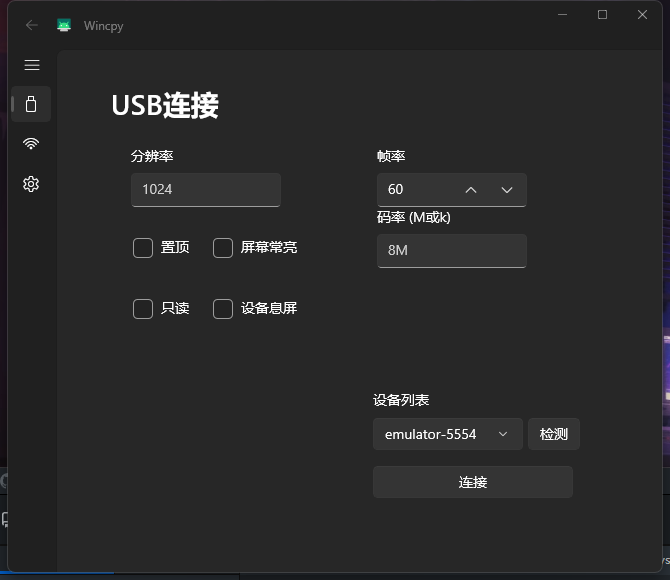 Wincpy
USB连接
分辨率
1024
帧率
60
码率 (M或k)
8M
置顶
屏幕常亮
只读
设备息屏
设备列表
emulator-5554
检测
连接